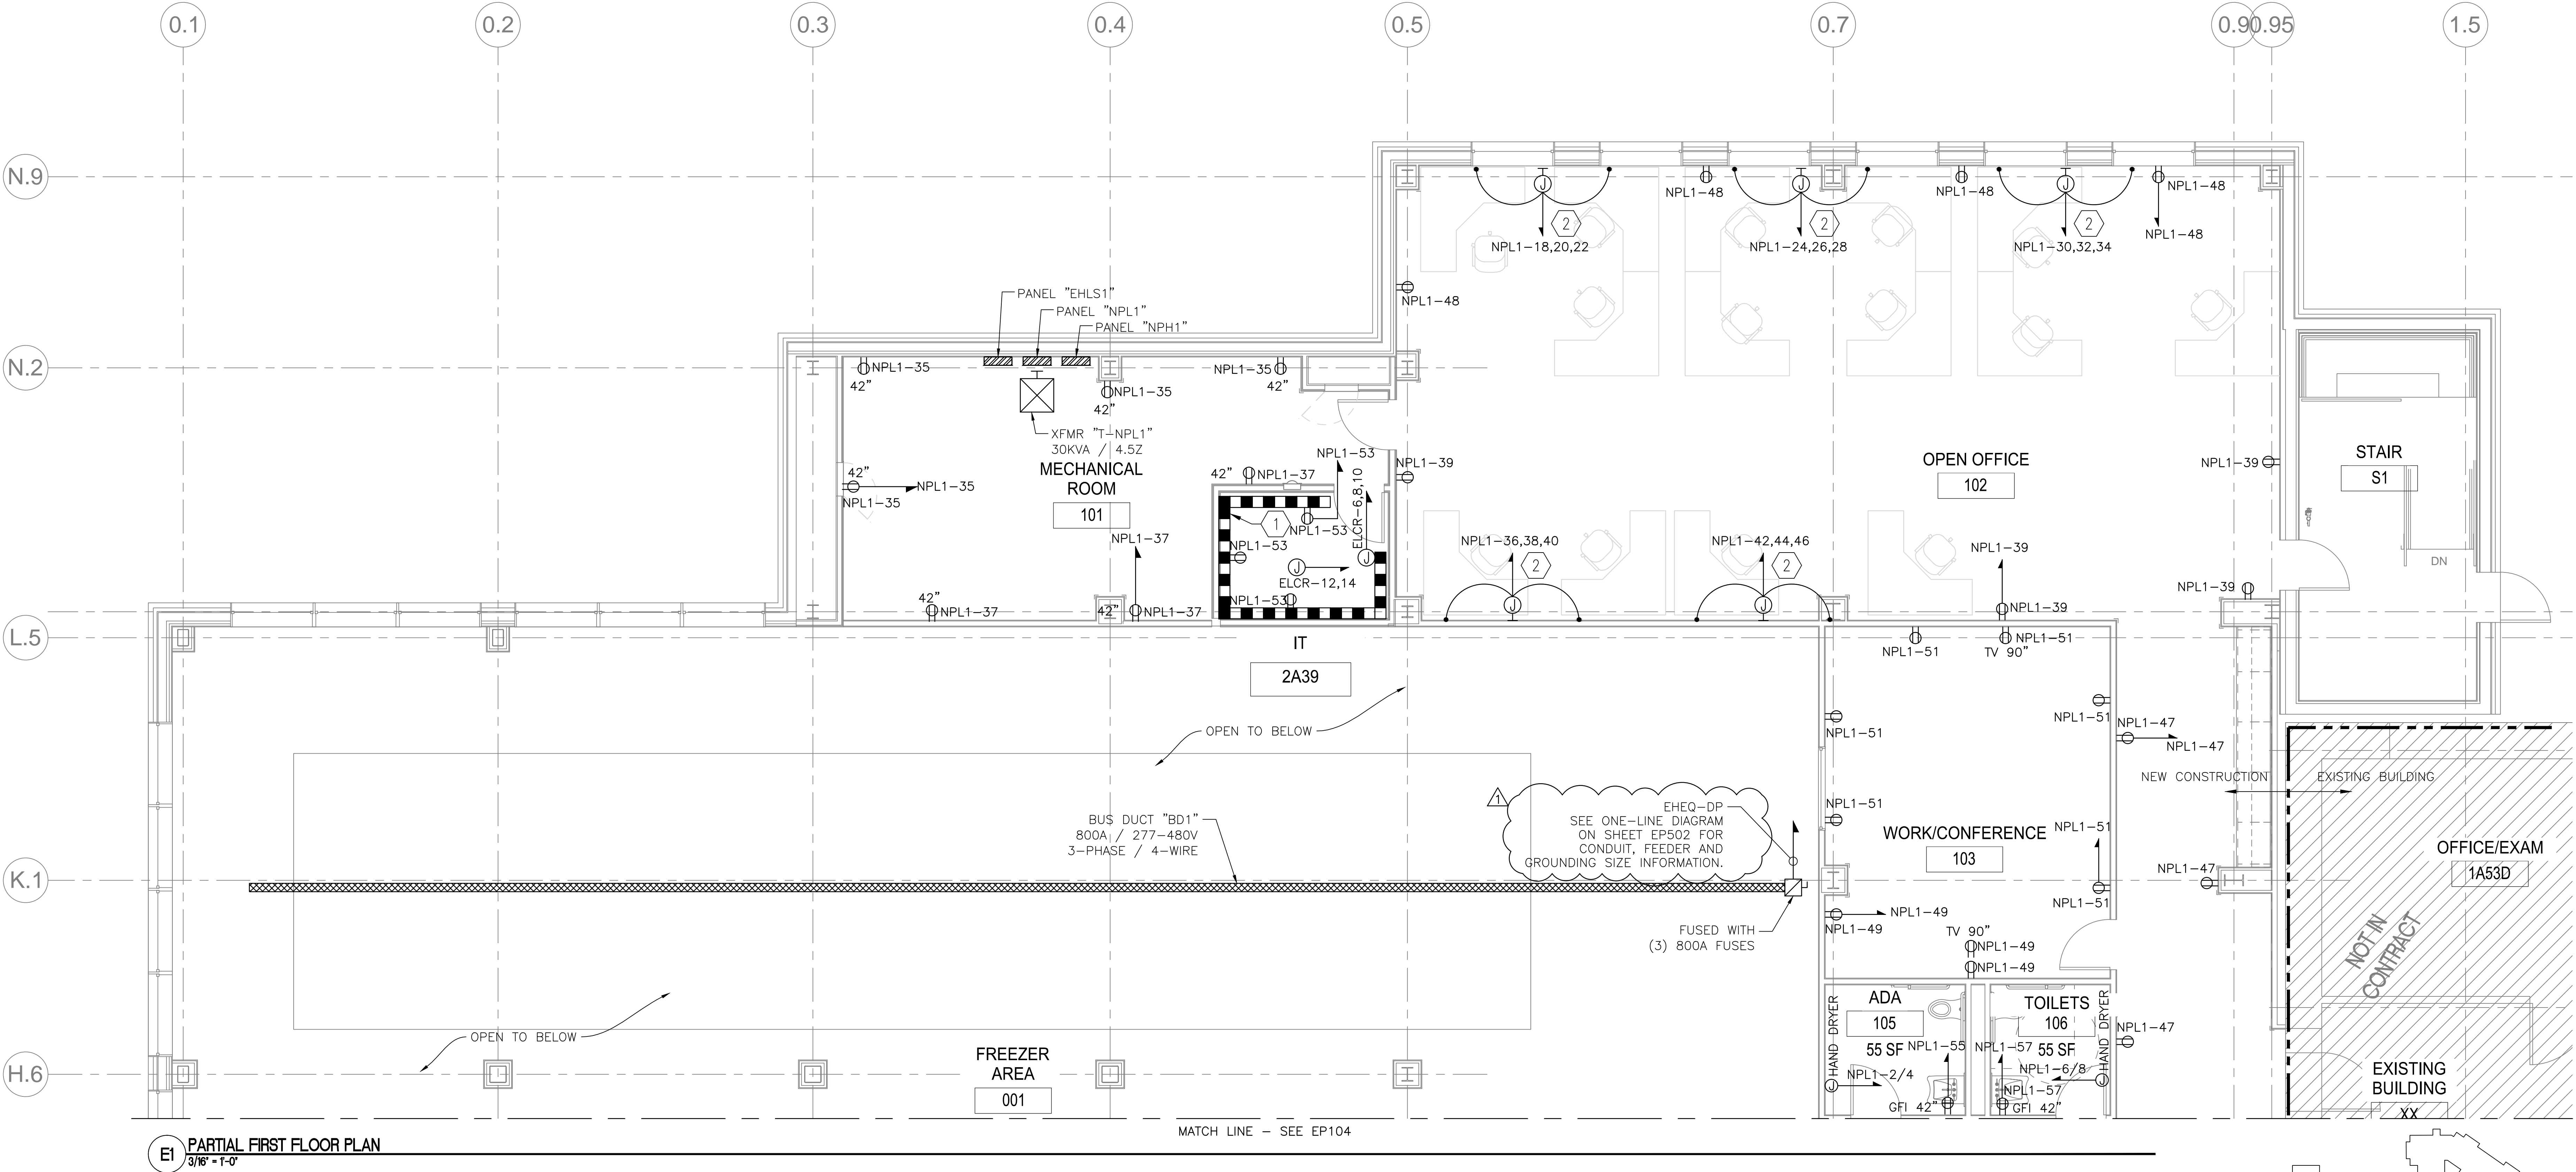 0.1
0.2
0.3
0.4
0.5
0.7
0.9
0.95
1.5
N.9
NPL1-48
NPL1-48
NPL1-48
2
2
2
NPL1-18,20,22
NPL1-24,26,28
NPL1-30,32,34
NPL1-48
J
J
J
NPL1-48
PANEL "EHLS1"
PANEL "NPL1"
PANEL "NPH1"
N.2
NPL1-35
42"
NPL1-35
42"
NPL1-35
42"
XFMR "T-NPL1"
30KVA / 4.5Z
MECHANICAL
ROOM
101
42"
NPL1-35
NPL1-35
42"
NPL1-37
NPL1-53
ELCR-6,8,10
NPL1-39
OPEN OFFICE
102
NPL1-39
STAIR
S1
DN
1
NPL1-53
NPL1-53
J
J
ELCR-12,14
NPL1-53
NPL1-37
NPL1-36,38,40
2
NPL1-42,44,46
2
J
J
NPL1-39
NPL1-39
NPL1-39
42"
NPL1-37
42"
NPL1-37
L.5
IT
2A39
NPL1-51
NPL1-51
TV 90"
NPL1-51
NPL1-51
NPL1-47
NPL1-47
OPEN TO BELOW
NEW CONSTRUCTION
EXISTING BUILDING
1
EHEQ-DP
SEE ONE-LINE DIAGRAM
ON SHEET EP502 FOR
CONDUIT, FEEDER AND
GROUNDING SIZE INFORMATION.
BUS DUCT "BD1"
800A / 277-480V
3-PHASE / 4-WIRE
NPL1-51
WORK/CONFERENCE
103
NPL1-51
NPL1-51
OFFICE/EXAM
1A53D
K.1
NPL1-47
FUSED WITH
(3) 800A FUSES
NPL1-49
NPL1-49
TV 90"
NPL1-49
NPL1-49
NOT IN
CONTRACT
OPEN TO BELOW
FREEZER
AREA
001
ADA
105
55 SF
HAND DRYER
J
NPL1-2/4
NPL1-55
GFI 42"
TOILETS
106
55 SF
HAND DRYER
J
NPL1-57
NPL1-6/8
NPL1-57
GFI 42"
NPL1-47
EXISTING
BUILDING
XX
H.6
MATCH LINE - SEE EP104
E1
PARTIAL FIRST FLOOR PLAN
3/16" = 1'-0"